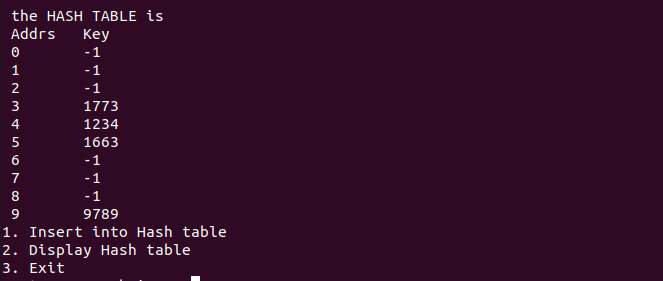 the HASH TABLE is
Addrs Key
0 -1
1 -1
2 -1
3 1773
4 1234
5 1663
6 -1
7 -1
8 -1
9 9789
1. Insert into Hash table
2. Display Hash table
3. Exit